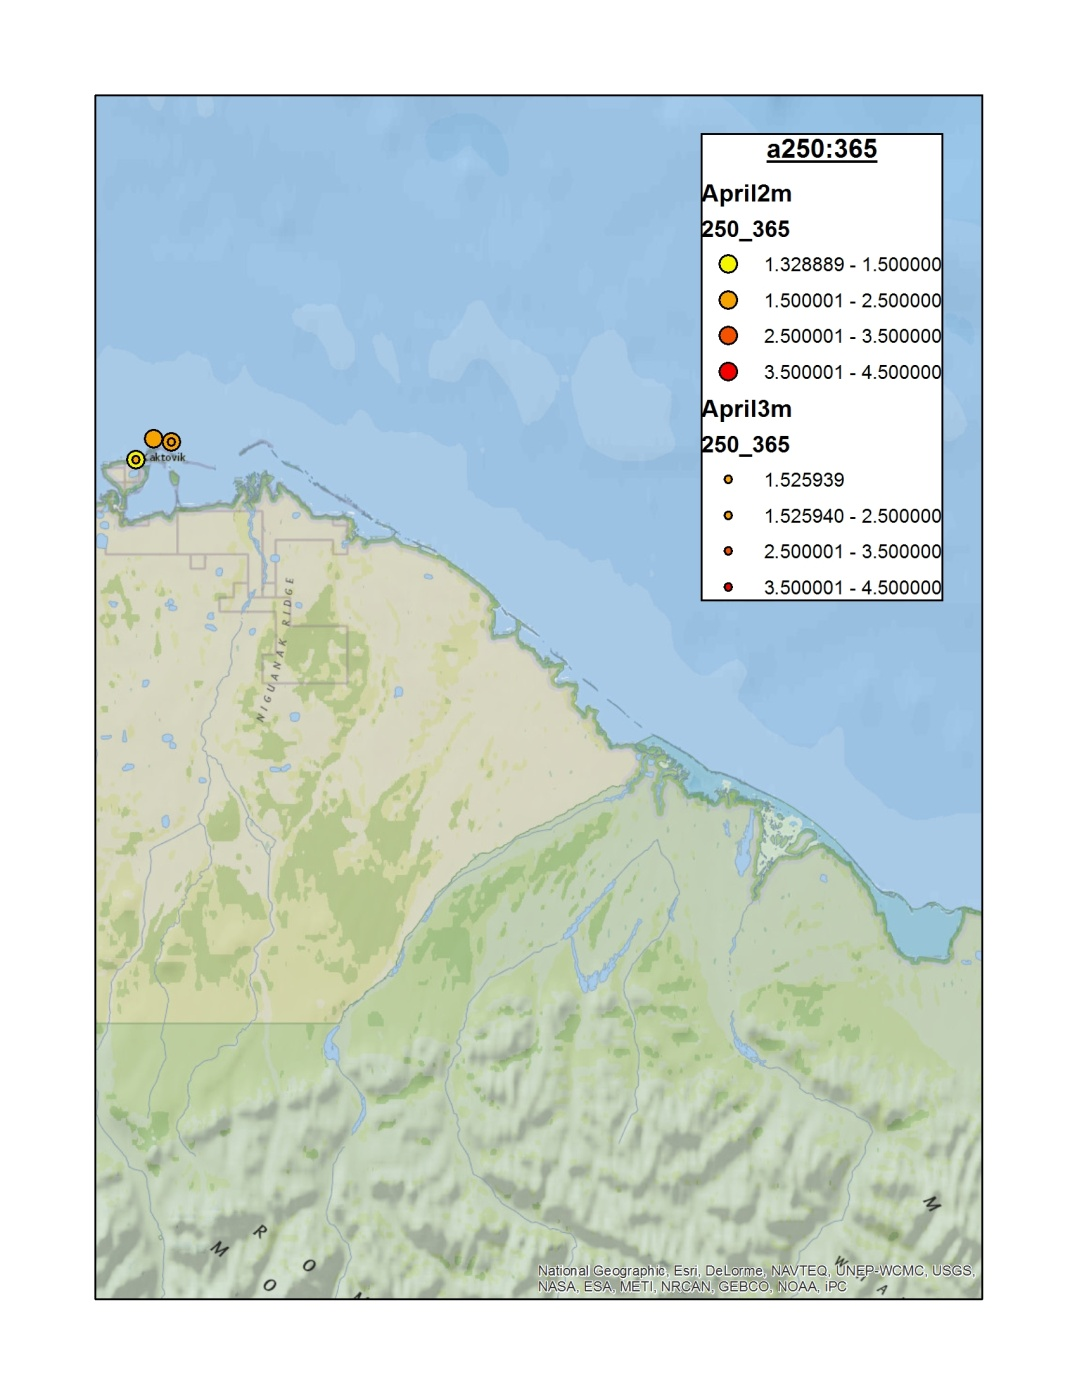 a250:365
April2m
250_365
1.328889 - 1.500000
1.500001 - 2.500000
2.500001 - 3.500000
3.500001 - 4.500000
April3m
250_365
1.525939
1.525940 - 2.500000
2.500001 - 3.500000
3.500001 - 4.500000
aktovik
NIGUANAK RIDGE
M
R O
M O
W
A
National Geographic, Esri, DeLorme, NAVTEQ, UNEP-WCMC, USGS,
NASA, ESA, METI, NRCAN, GEBCO, NOAA, iPC